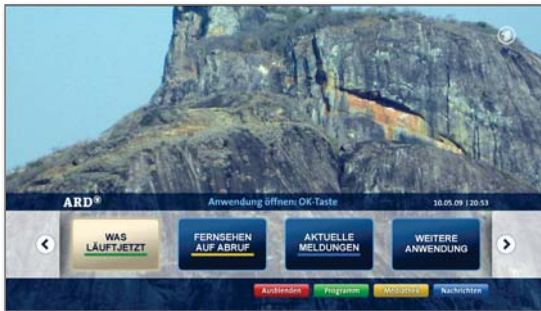 ARD Anwendung öffnen: OK-Taste 10.05.09 | 20:53
WAS
LÄUFTJETZT
FERNSEHEN
AUF ABRUF
AKTUELLE
MELDUNGEN
WEITERE
ANWENDUNG
Ausblenden Programm Mediathek Nachrichten